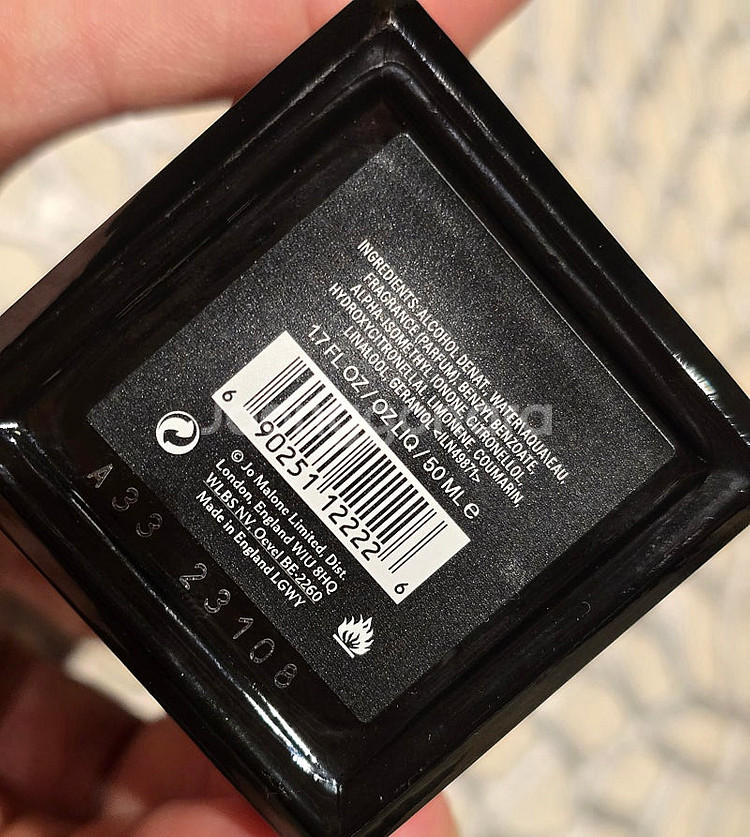 INGREDIENTS: ALCOHOL DENAT, WATER\AQUA\EAU,
FRAGRANCE (PARFUM), BENZYL BENZOATE,
ALPHA-ISOMETHYL IONONE, CITRONELLOL,
HYDROXYCITRONELLAL, LIMONENE, COUMARIN,
LINALOOL, GERANIOL <ILN49871>
1.7 FL.OZ / OZ LIQ / 50 ML e
6 90251 12222 6
© Jo Malone Limited, Dist.
London, England W1U 8HQ
WLBS NV, Oevel BE-2260
Made in England LGWY
A33 23108